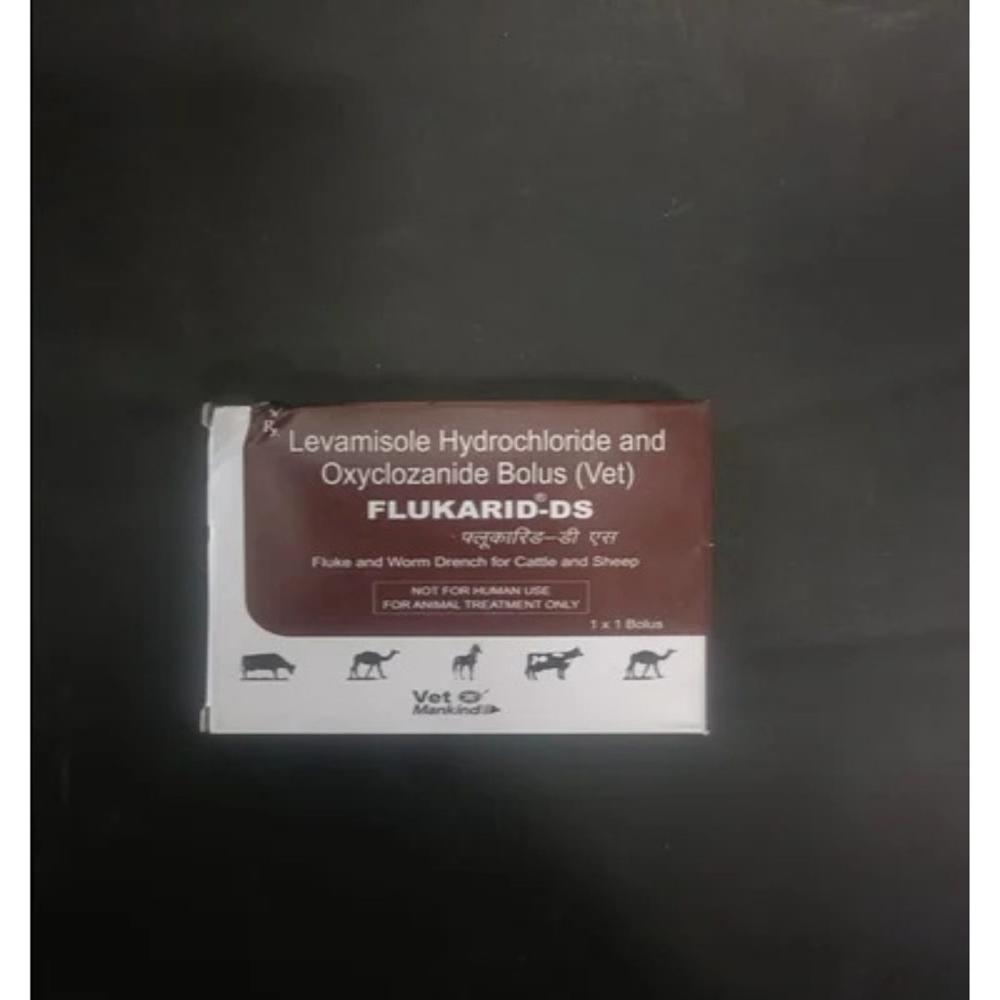 Rx
Levamisole Hydrochloride and
Oxyclozanide Bolus (Vet)
FLUKARID®-DS
फ्लूकारिड-डी एस
Fluke and Worm Drench for Cattle and Sheep
NOT FOR HUMAN USE
FOR ANIMAL TREATMENT ONLY
1 x 1 Bolus
Vet
Mankind